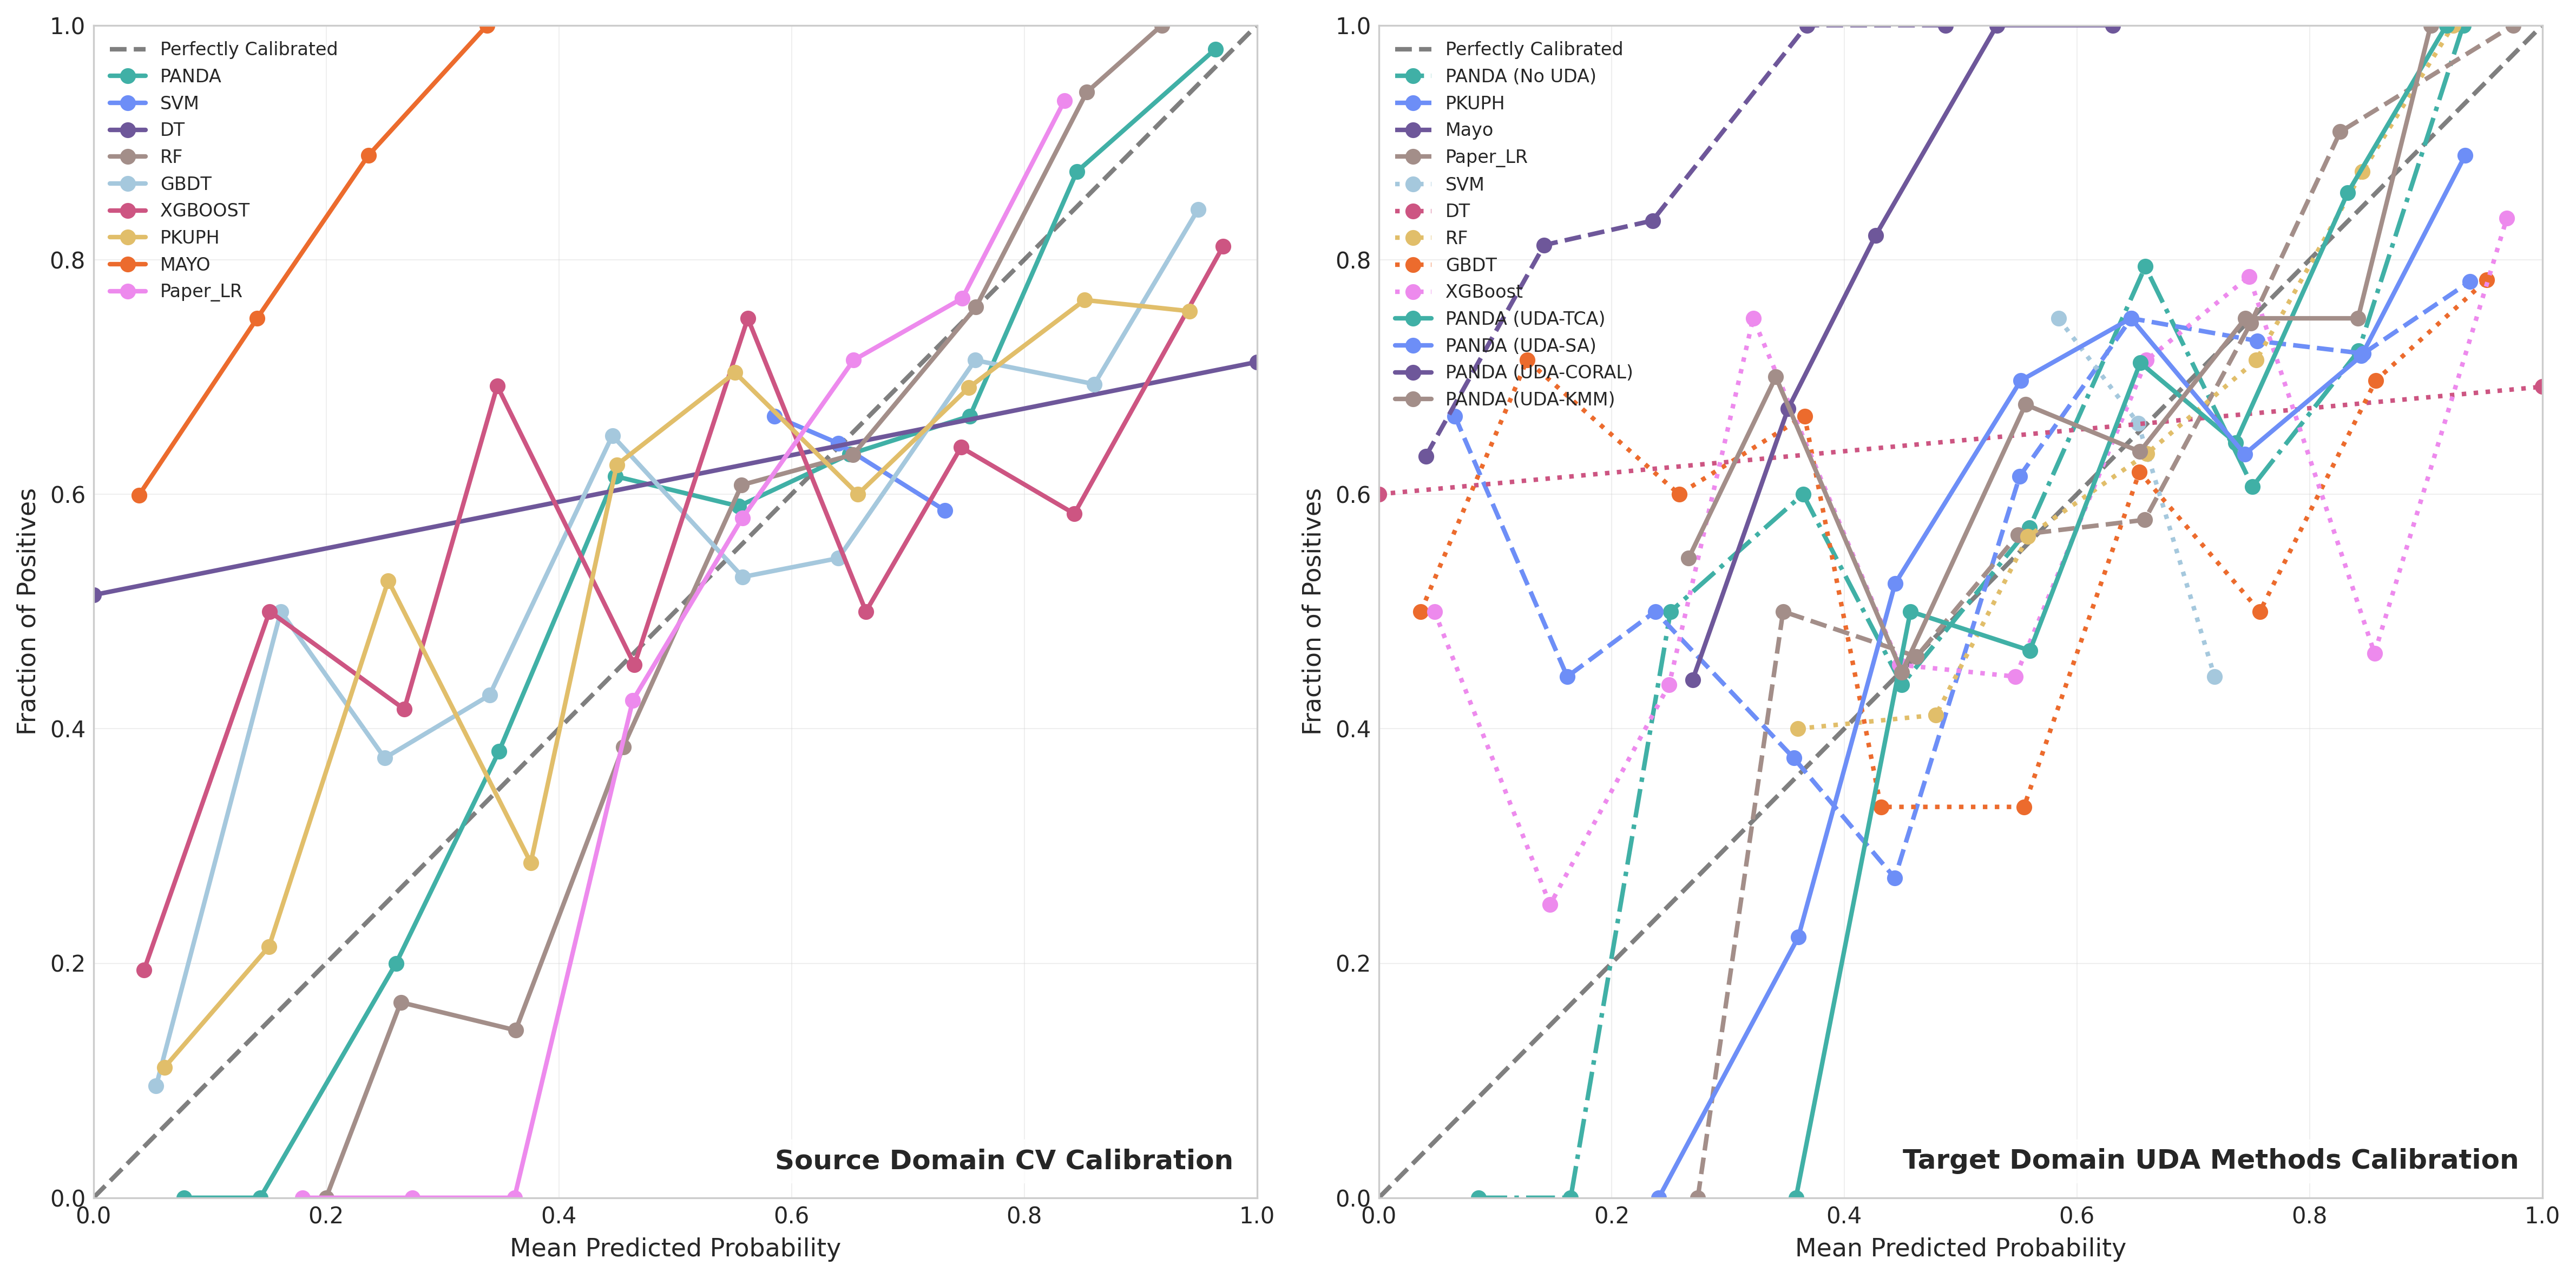 1.0
0.8
0.6
0.4
0.2
0.0
Fraction of Positives
Perfectly Calibrated
PANDA
SVM
DT
RF
GBDT
XGBOOST
PKUPH
MAYO
Paper_LR
Source Domain CV Calibration
0.0 0.2 0.4 0.6 0.8 1.0
Mean Predicted Probability
1.0
0.8
0.6
0.4
0.2
0.0
Fraction of Positives
Perfectly Calibrated
PANDA (No UDA)
PKUPH
Mayo
Paper_LR
SVM
DT
RF
GBDT
XGBoost
PANDA (UDA-TCA)
PANDA (UDA-SA)
PANDA (UDA-CORAL)
PANDA (UDA-KMM)
Target Domain UDA Methods Calibration
0.0 0.2 0.4 0.6 0.8 1.0
Mean Predicted Probability